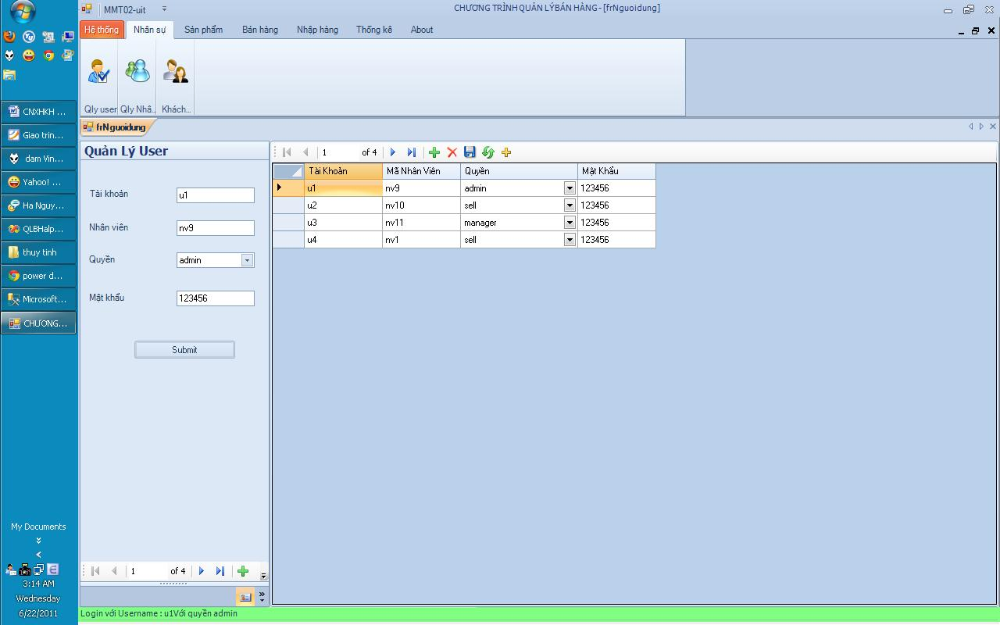 MMT02-uit
CHƯƠNG TRÌNH QUẢN LÝ BÁN HÀNG - [frNguoidung]
Hệ thống Nhân sự Sản phẩm Bán hàng Nhập hàng Thống kê About
Qly user Qly Nhâ.. Khách...
frNguoidung
Quản Lý User
Tài khoản u1
Nhân viên nv9
Quyền admin
Mật khẩu 123456
Submit
1 of 4
Tài Khoản Mã Nhân Viên Quyền Mật Khẩu
u1 nv9 admin 123456
u2 nv10 sell 123456
u3 nv11 manager 123456
u4 nv1 sell 123456
1 of 4
Login với Username : u1Với quyền admin
CNXHKH ...
Giao trin...
dam Vin...
Yahoo! ...
Ha Nguy...
QLBHalp...
thuy tinh
power d...
Microsoft...
CHƯƠNG...
My Documents
3:14 AM
Wednesday
6/22/2011